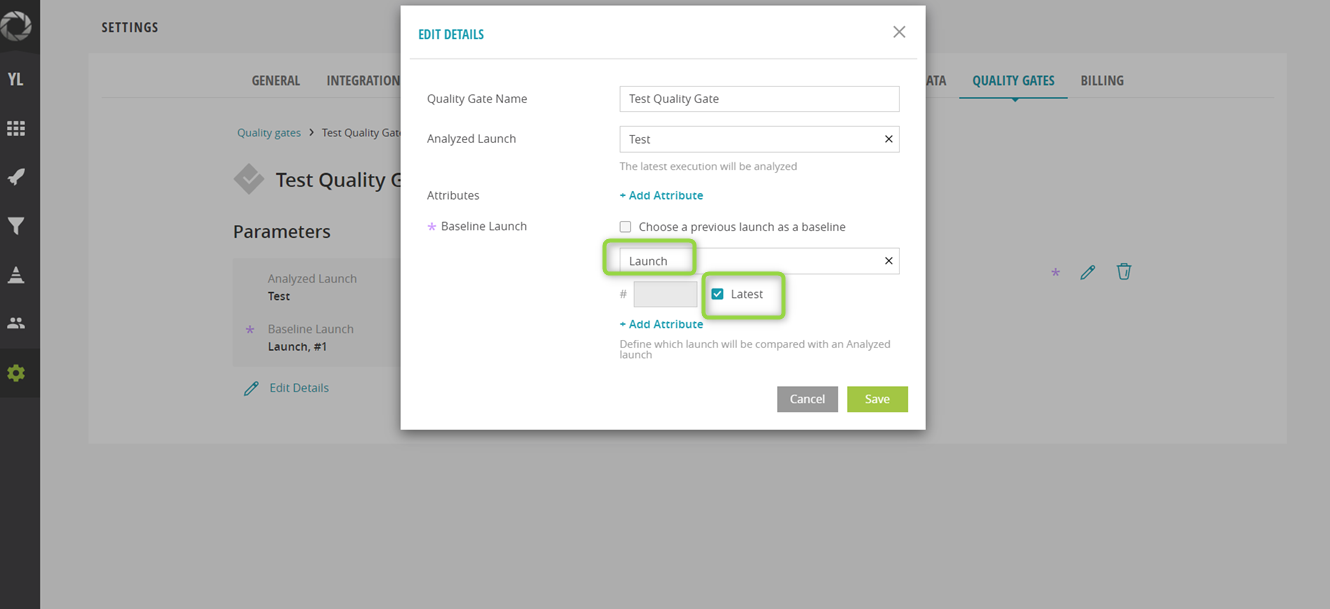 SETTINGS
YL
GENERAL INTEGRATION ATA QUALITY GATES BILLING
Quality gates > Test Quality Gat
Test Quality G
Parameters
Analyzed Launch
Test
* Baseline Launch
Launch, #1
Edit Details
*
EDIT DETAILS
Quality Gate Name Test Quality Gate
Analyzed Launch Test
The latest execution will be analyzed
Attributes + Add Attribute
* Baseline Launch Choose a previous launch as a baseline
Launch
# Latest
+ Add Attribute
Define which launch will be compared with an Analyzed
launch
Cancel Save